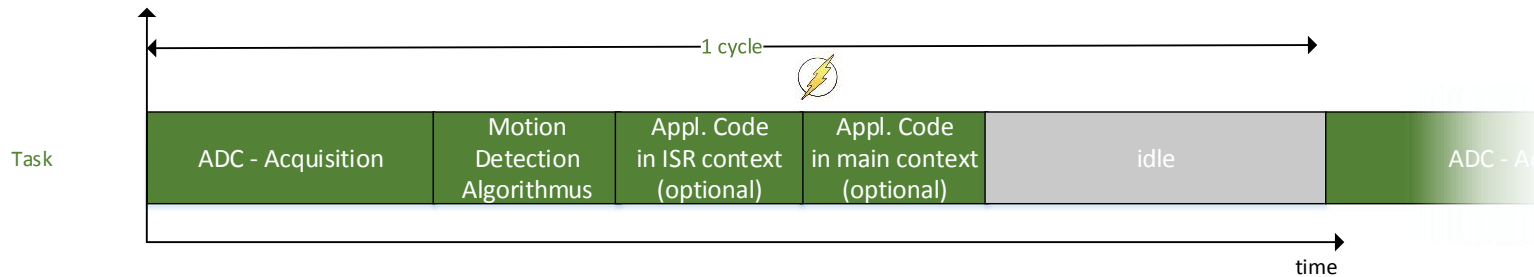 1 cycle
Task
ADC - Acquisition
Motion
Detection
Algorithmus
Appl. Code
in ISR context
(optional)
Appl. Code
in main context
(optional)
idle
ADC - A
time